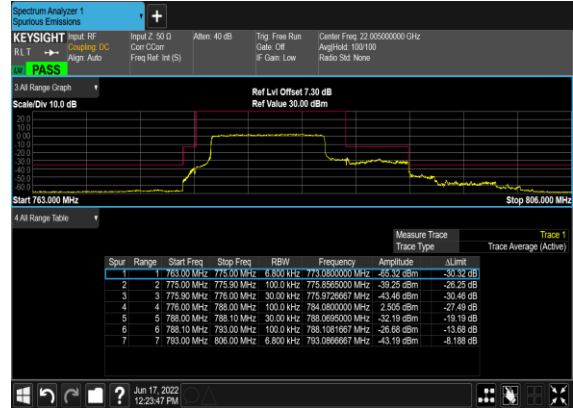 Spectrum Analyzer 1
Spurious Emissions
KEYSIGHT Input: RF Input Z: 50 Ω Atten: 40 dB Trig: Free Run Center Freq: 22.005000000 GHz
RLT Coupling: DC Corr CCorr Gate: Off Avg|Hold: 100/100
Align: Auto Freq Ref: Int (S) IF Gain: Low Radio Std: None
PASS
3 All Range Graph
Ref Lvl Offset 7.30 dB
Scale/Div 10.0 dB Ref Value 30.00 dBm
20.0
10.0
0.00
-10.0
-20.0
-30.0
-40.0
-50.0
-60.0
Start 763.000 MHz Stop 806.000 MHz
4 All Range Table
Measure Trace Trace 1
Trace Type Trace Average (Active)
Spur Range Start Freq Stop Freq RBW Frequency Amplitude ΔLimit
1 1 763.00 MHz 775.00 MHz 6.800 kHz 773.0800000 MHz -65.32 dBm -30.32 dB
2 2 775.00 MHz 775.90 MHz 100.0 kHz 775.8565000 MHz -39.25 dBm -26.25 dB
3 3 775.90 MHz 776.00 MHz 30.00 kHz 775.9726667 MHz -43.46 dBm -30.46 dB
4 4 776.00 MHz 788.00 MHz 100.0 kHz 784.0800000 MHz 2.505 dBm -27.49 dB
5 5 788.00 MHz 788.10 MHz 30.00 kHz 788.0695000 MHz -32.19 dBm -19.19 dB
6 6 788.10 MHz 793.00 MHz 100.0 kHz 788.1081667 MHz -26.68 dBm -13.68 dB
7 7 793.00 MHz 806.00 MHz 6.800 kHz 793.0866667 MHz -43.19 dBm -8.188 dB
? Jun 17, 2022
12:23:47 PM